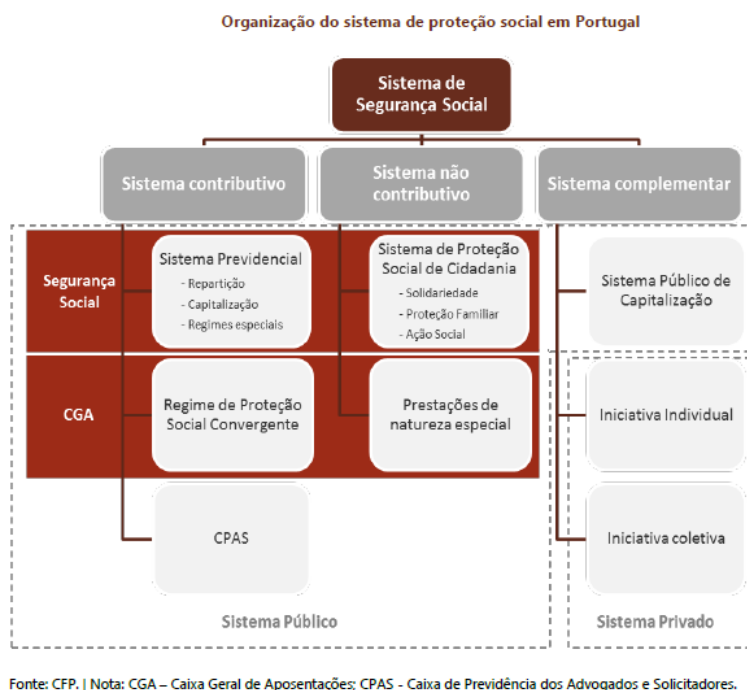 Organização do sistema de proteção social em Portugal
Sistema de
Segurança Social
Sistema contributivo
Sistema não
contributivo
Sistema complementar
Segurança
Social
Sistema Previdencial
- Repartição
- Capitalização
- Regimes especiais
Sistema de Proteção
Social de Cidadania
- Solidariedade
- Proteção Familiar
- Ação Social
Sistema Público de
Capitalização
CGA
Regime de Proteção
Social Convergente
Prestações de
natureza especial
Iniciativa Individual
CPAS
Iniciativa coletiva
Sistema Público
Sistema Privado
Fonte: CFP. | Nota: CGA – Caixa Geral de Aposentações; CPAS - Caixa de Previdência dos Advogados e Solicitadores.